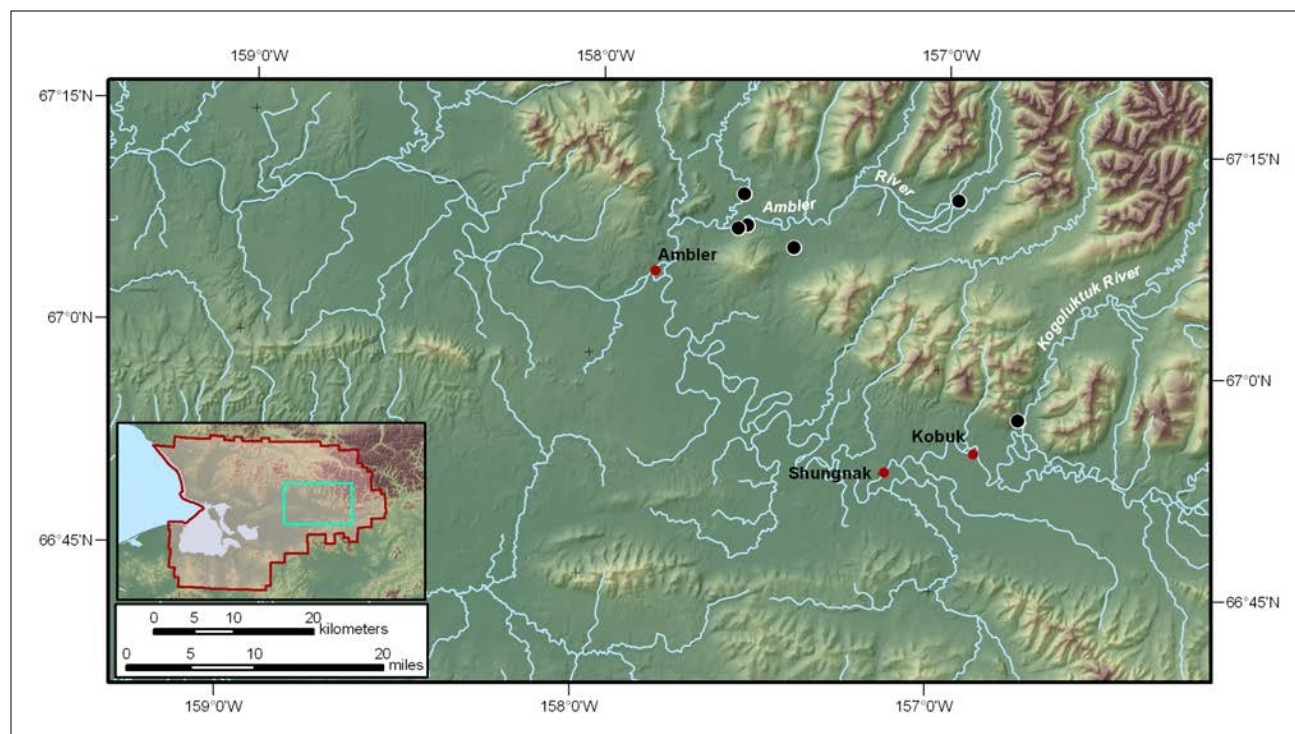 159°0'W 158°0'W 157°0'W
67°15'N
67°15'N
River
Ambler
Ambler
67°0'N
Kogoluktuk River
67°0'N
Kobuk
Shungnak
66°45'N
66°45'N
0 5 10 20
kilometers
0 5 10 20
miles
159°0'W 158°0'W 157°0'W